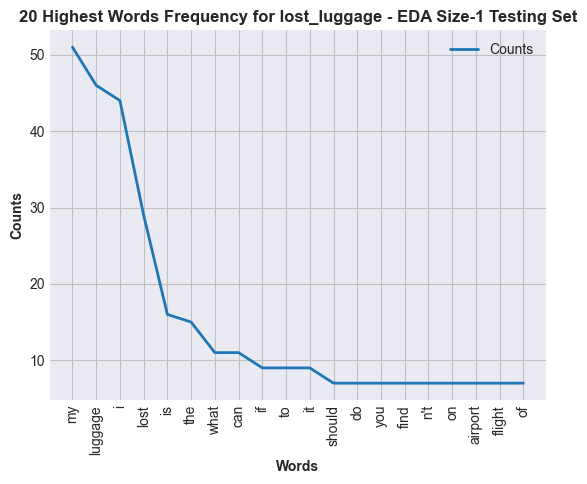 20 Highest Words Frequency for lost_luggage - EDA Size-1 Testing Set
Counts
50
40
30
20
10
Counts
my
luggage
i
lost
is
the
what
can
if
to
it
should
do
you
find
n't
on
airport
flight
of
Words